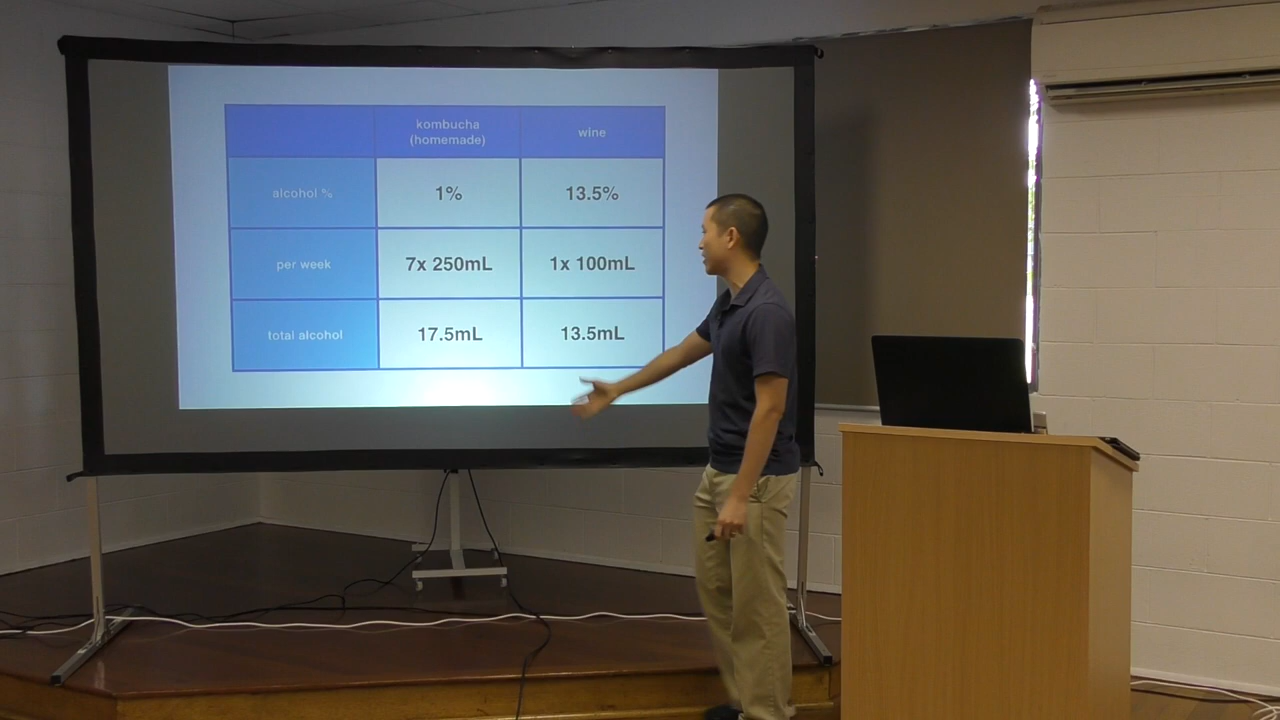 kombucha
(homemade)
wine
alcohol %
1%
13.5%
per week
7x 250mL
1x 100mL
total alcohol
17.5mL
13.5mL